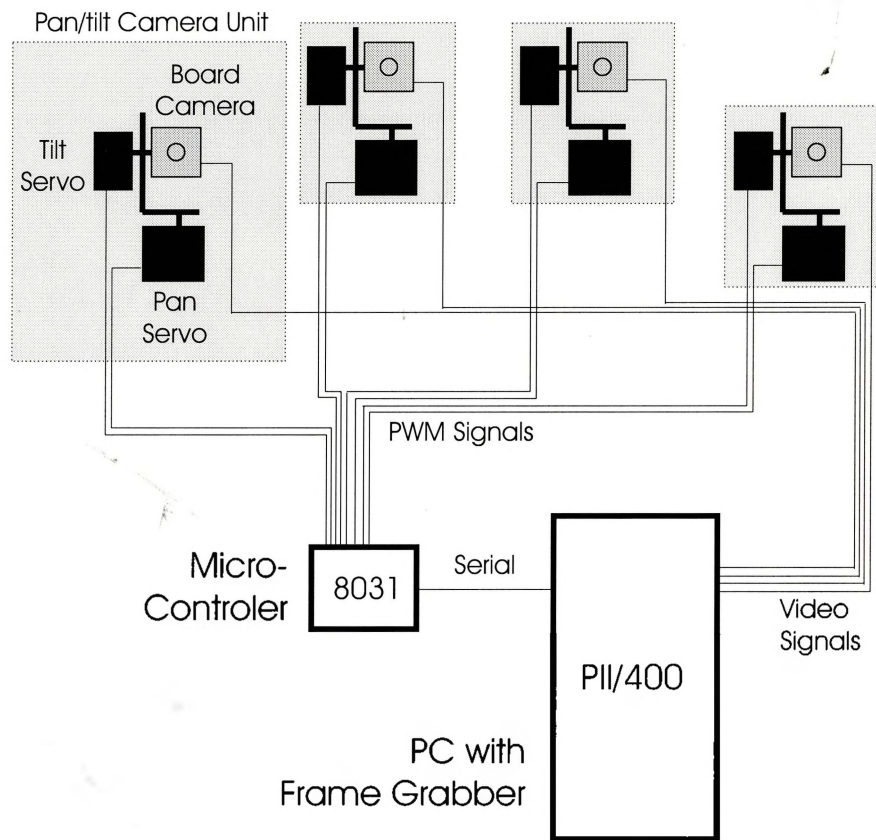 Pan/tilt Camera Unit
Board
Camera
Tilt
Servo
Pan
Servo
PWM Signals
Micro-
Controler
8031
Serial
PII/400
Video
Signals
PC with
Frame Grabber